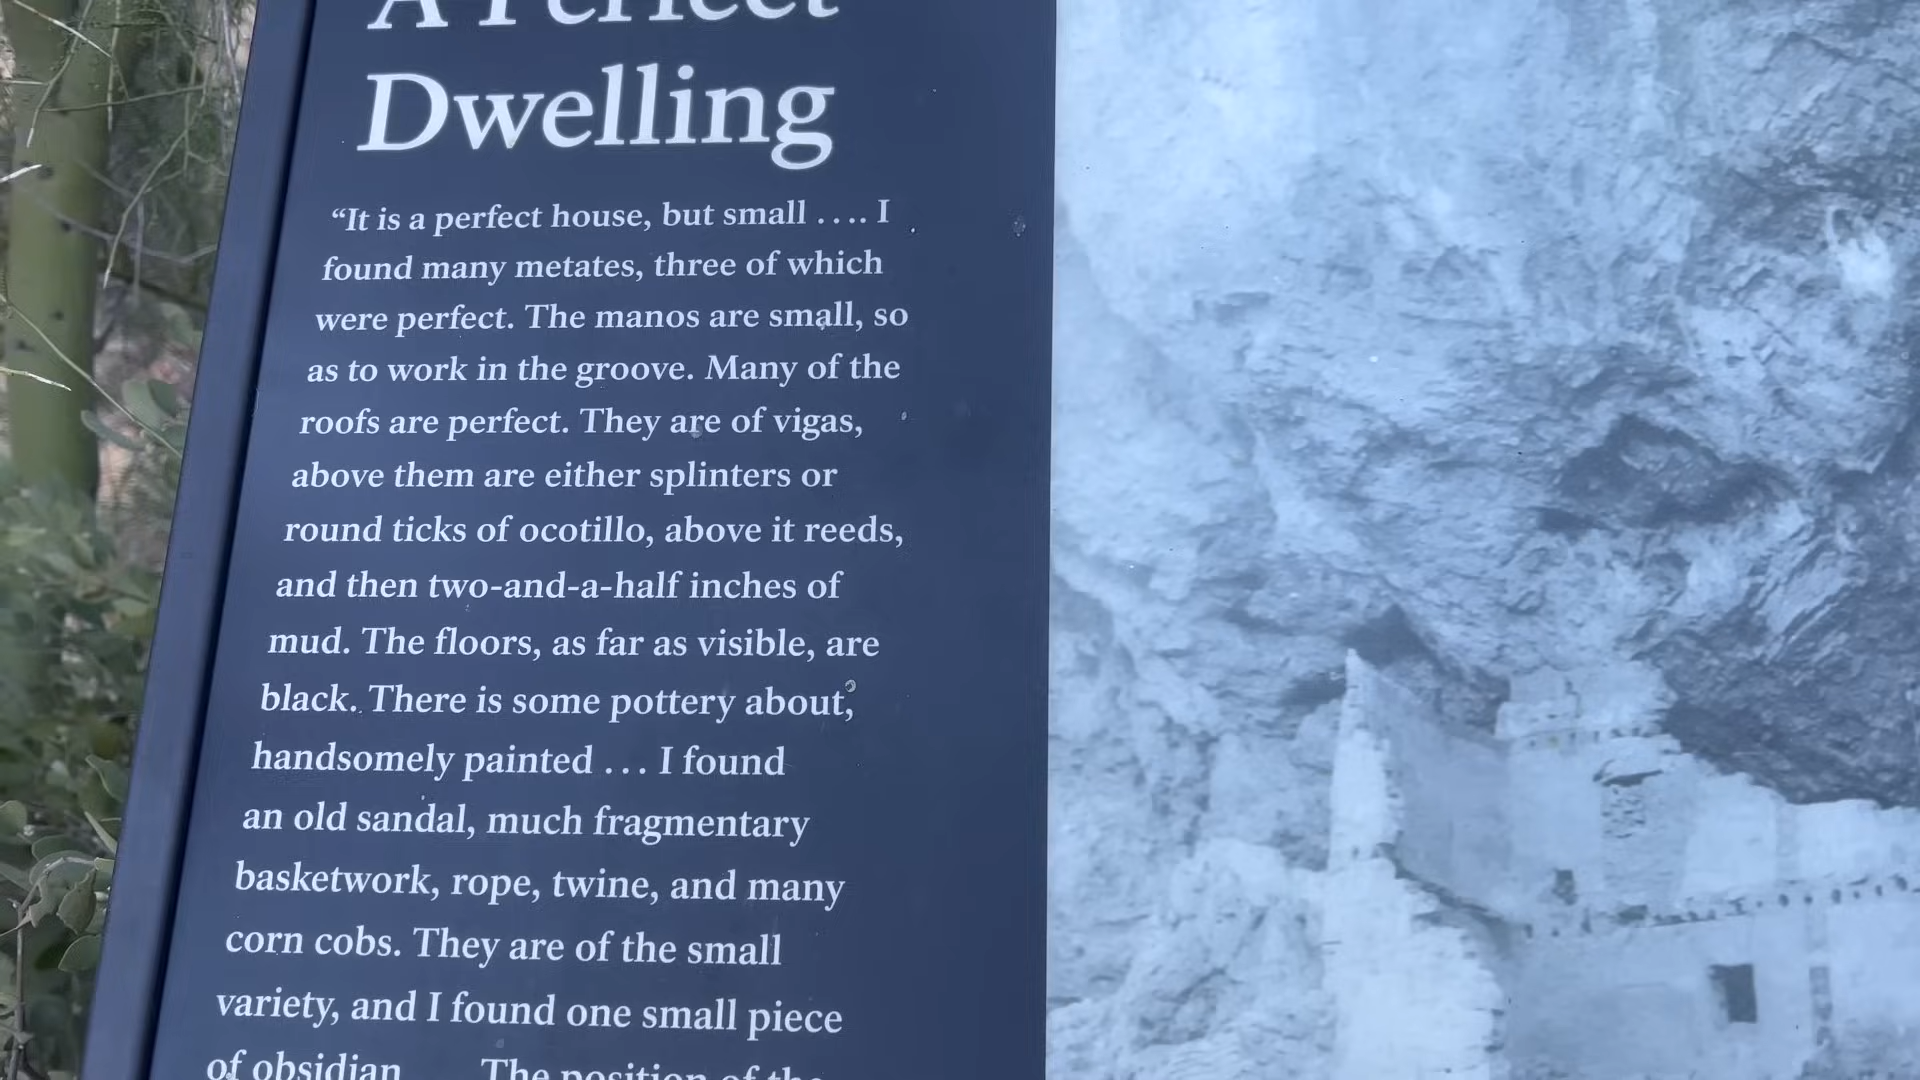 A Perfect
Dwelling
“It is a perfect house, but small . . . . I
found many metates, three of which
were perfect. The manos are small, so
as to work in the groove. Many of the
roofs are perfect. They are of vigas,
above them are either splinters or
round ticks of ocotillo, above it reeds,
and then two-and-a-half inches of
mud. The floors, as far as visible, are
black. There is some pottery about,
handsomely painted . . . I found
an old sandal, much fragmentary
basketwork, rope, twine, and many
corn cobs. They are of the small
variety, and I found one small piece
of obsidian . . . . The position of the